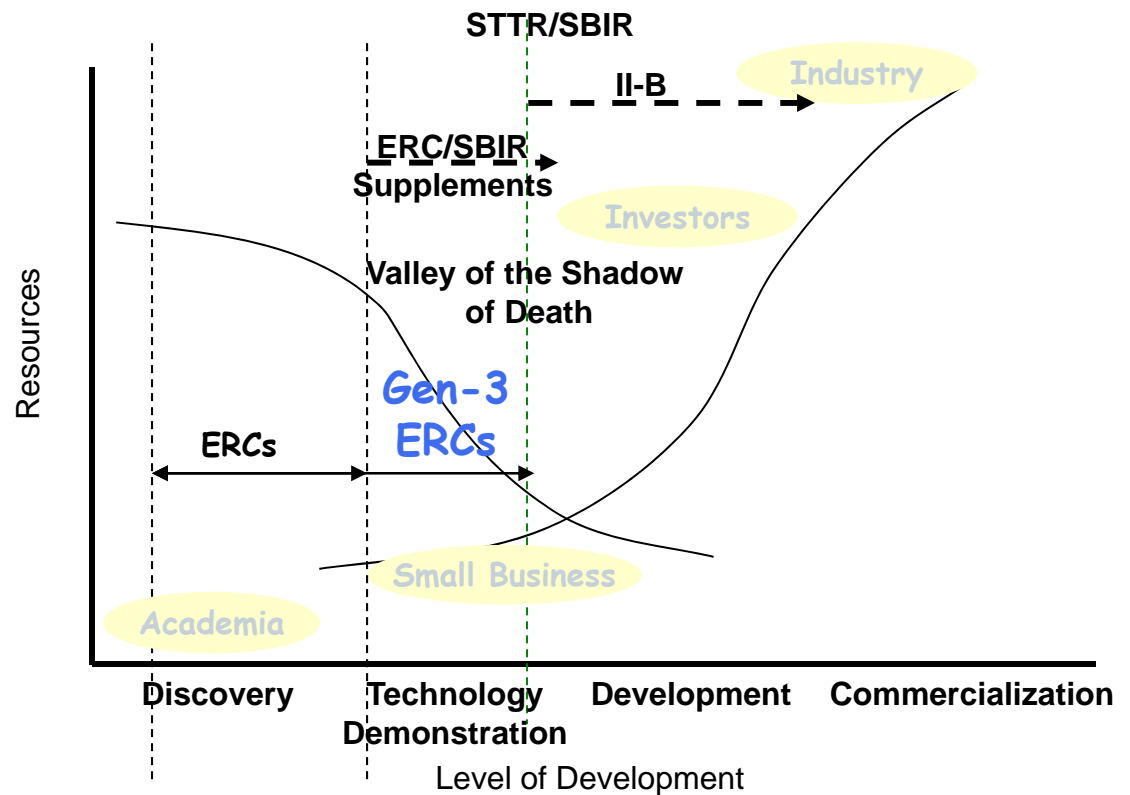 STTR/SBIR
Industry
II-B
ERC/SBIR
Supplements
Investors
Valley of the Shadow
of Death
Resources
Gen-3
ERCs
ERCs
Small Business
Academia
Discovery
Technology
Demonstration
Development
Commercialization
Level of Development